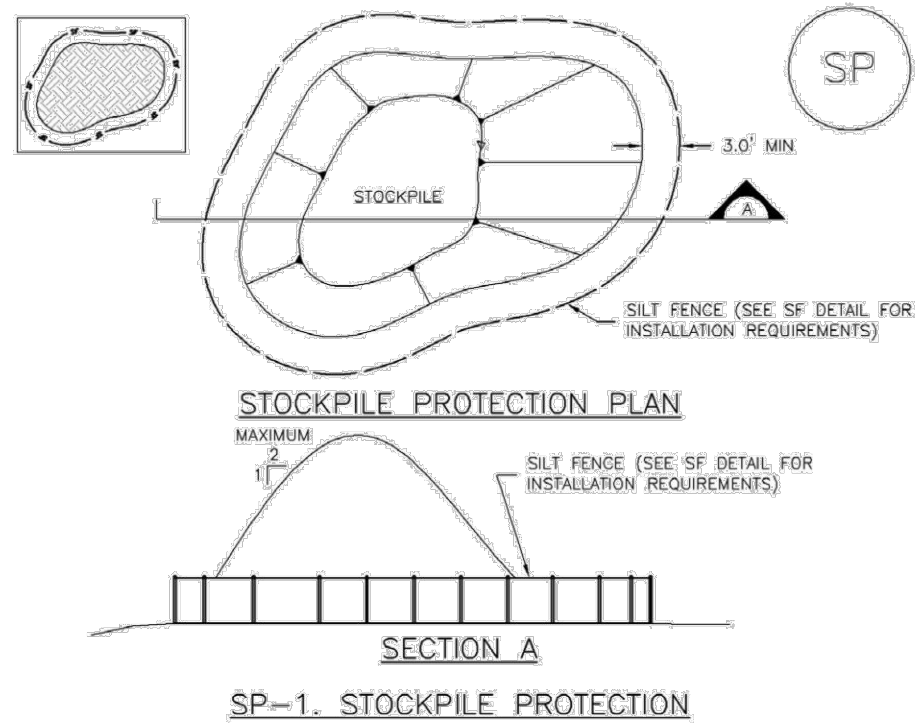 SP
3.0' MIN
STOCKPILE
A
SILT FENCE (SEE SF DETAIL FOR
INSTALLATION REQUIREMENTS)
STOCKPILE PROTECTION PLAN
MAXIMUM
2
1
SILT FENCE (SEE SF DETAIL FOR
INSTALLATION REQUIREMENTS)
SECTION A
SP-1. STOCKPILE PROTECTION